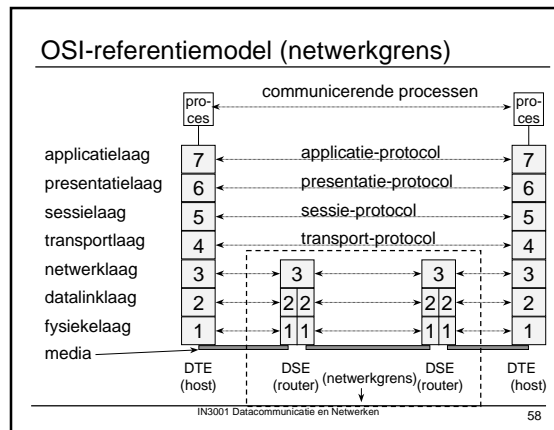 OSI-referentiemodel (netwerkgrens)
pro-
ces
communicerende processen
pro-
ces
applicatielaag 7 applicatie-protocol 7
presentatielaag 6 presentatie-protocol 6
sessielaag 5 sessie-protocol 5
transportlaag 4 transport-protocol 4
netwerklaag 3 3 3 3
datalinklaag 2 2 2 2 2 2
fysiekelaag 1 1 1 1 1 1
media
DTE DSE DSE DTE
(host) (router) (netwerkgrens) (router) (host)
IN3001 Datacommunicatie en Netwerken
58